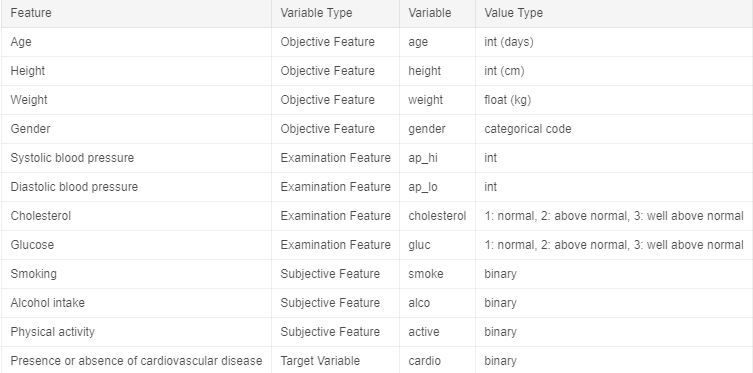 Feature Variable Type Variable Value Type
Age Objective Feature age int (days)
Height Objective Feature height int (cm)
Weight Objective Feature weight float (kg)
Gender Objective Feature gender categorical code
Systolic blood pressure Examination Feature ap_hi int
Diastolic blood pressure Examination Feature ap_lo int
Cholesterol Examination Feature cholesterol 1: normal, 2: above normal, 3: well above normal
Glucose Examination Feature gluc 1: normal, 2: above normal, 3: well above normal
Smoking Subjective Feature smoke binary
Alcohol intake Subjective Feature alco binary
Physical activity Subjective Feature active binary
Presence or absence of cardiovascular disease Target Variable cardio binary